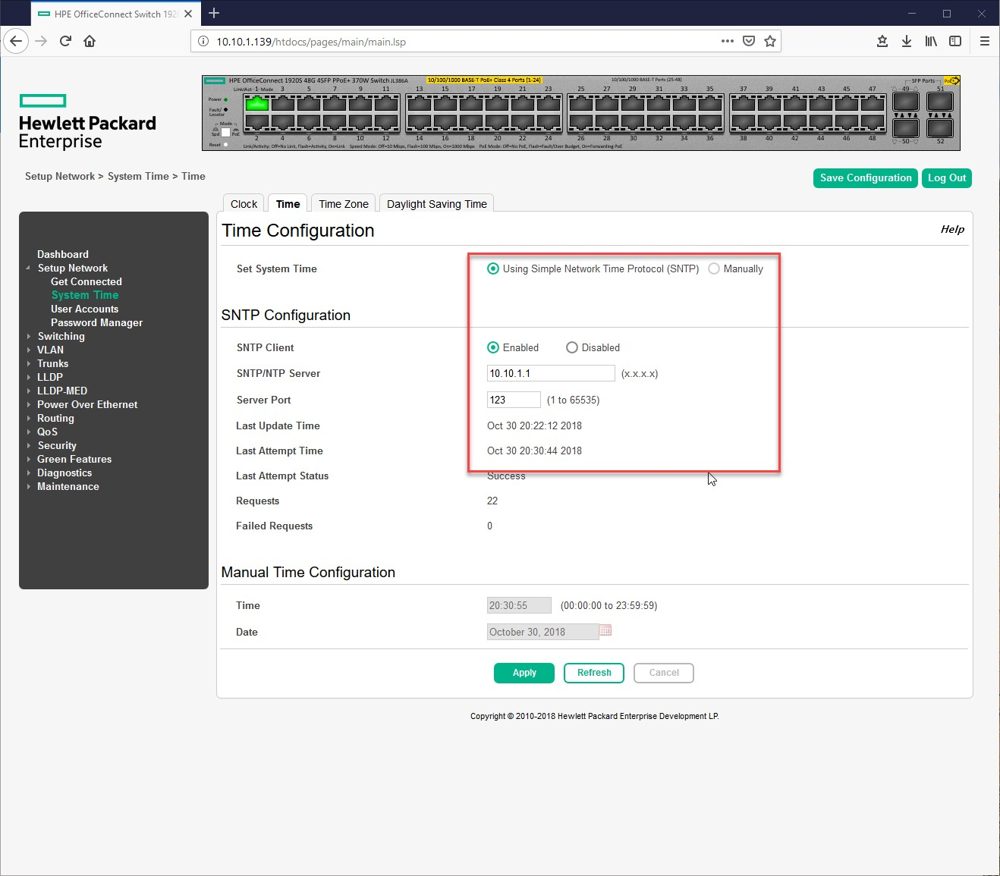 HPE OfficeConnect Switch 192
10.10.1.139/htdocs/pages/main/main.lsp
Hewlett Packard
Enterprise
HPE OfficeConnect 1920S 48G 4SFP PPoE+ 370W Switch JL386A
10/100/1000 BASE-T PoE+ Class 4 Ports (1-24)
10/100/1000 BASE-T Ports (25-48)
SFP Ports
PoE+
Link/Act 1 Mode 3 5 7 9 11 13 15 17 19 21 23 25 27 29 31 33 35 37 39 41 43 45 47 49 51
Power
Fault/
Locator
Mode
Spd PoE
Reset
2 4 6 8 10 12 14 16 18 20 22 24 26 28 30 32 34 36 38 40 42 44 46 48 50 52
Link/Activity: Off=No Link, Flash=Activity, On=Link Speed Mode: Off=10 Mbps, Flash=100 Mbps, On=1000 Mbps PoE Mode: Off=No PoE, Flash=Fault/Over Budget, On=Forwarding PoE
Setup Network > System Time > Time
Save Configuration
Log Out
Clock
Time
Time Zone
Daylight Saving Time
Dashboard
Setup Network
Get Connected
System Time
User Accounts
Password Manager
Switching
VLAN
Trunks
LLDP
LLDP-MED
Power Over Ethernet
Routing
QoS
Security
Green Features
Diagnostics
Maintenance
Time Configuration
Help
Set System Time Using Simple Network Time Protocol (SNTP) Manually
SNTP Configuration
SNTP Client Enabled Disabled
SNTP/NTP Server 10.10.1.1 (x.x.x.x)
Server Port 123 (1 to 65535)
Last Update Time Oct 30 20:22:12 2018
Last Attempt Time Oct 30 20:30:44 2018
Last Attempt Status Success
Requests 22
Failed Requests 0
Manual Time Configuration
Time 20:30:55 (00:00:00 to 23:59:59)
Date October 30, 2018
Apply
Refresh
Cancel
Copyright © 2010-2018 Hewlett Packard Enterprise Development LP.